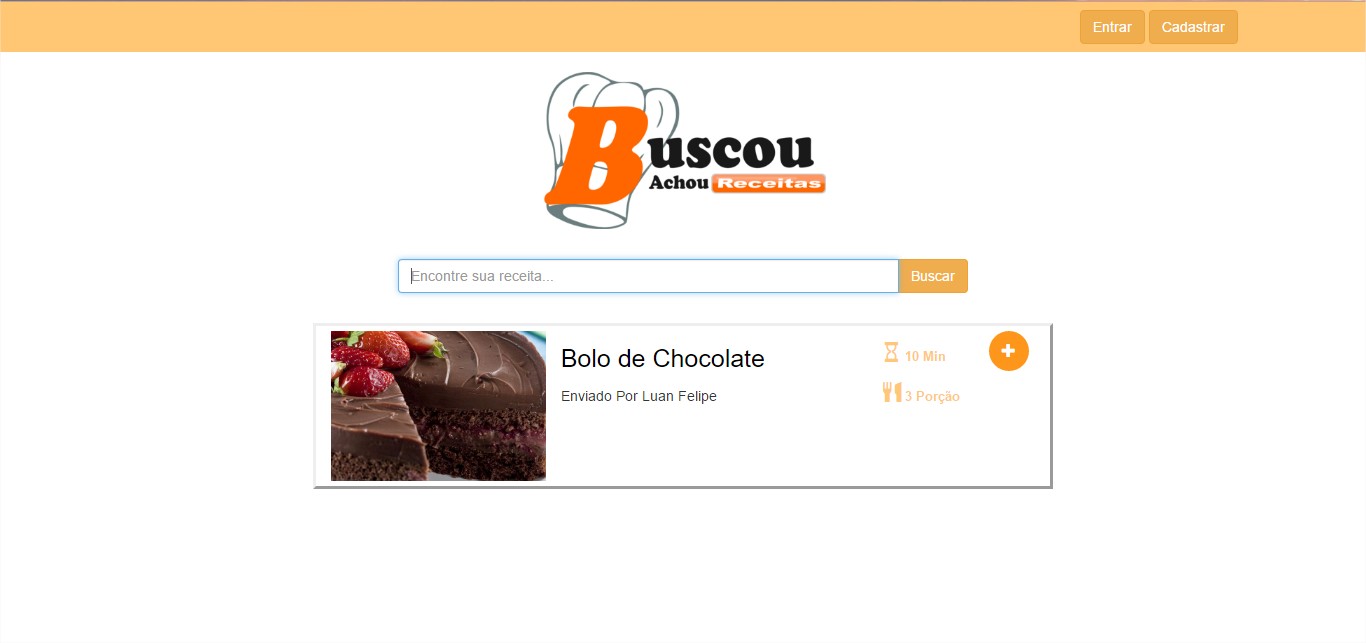 Entrar Cadastrar
Buscou
Achou Receitas
Encontre sua receita... Buscar
Bolo de Chocolate
10 Min
Enviado Por Luan Felipe
3 Porção